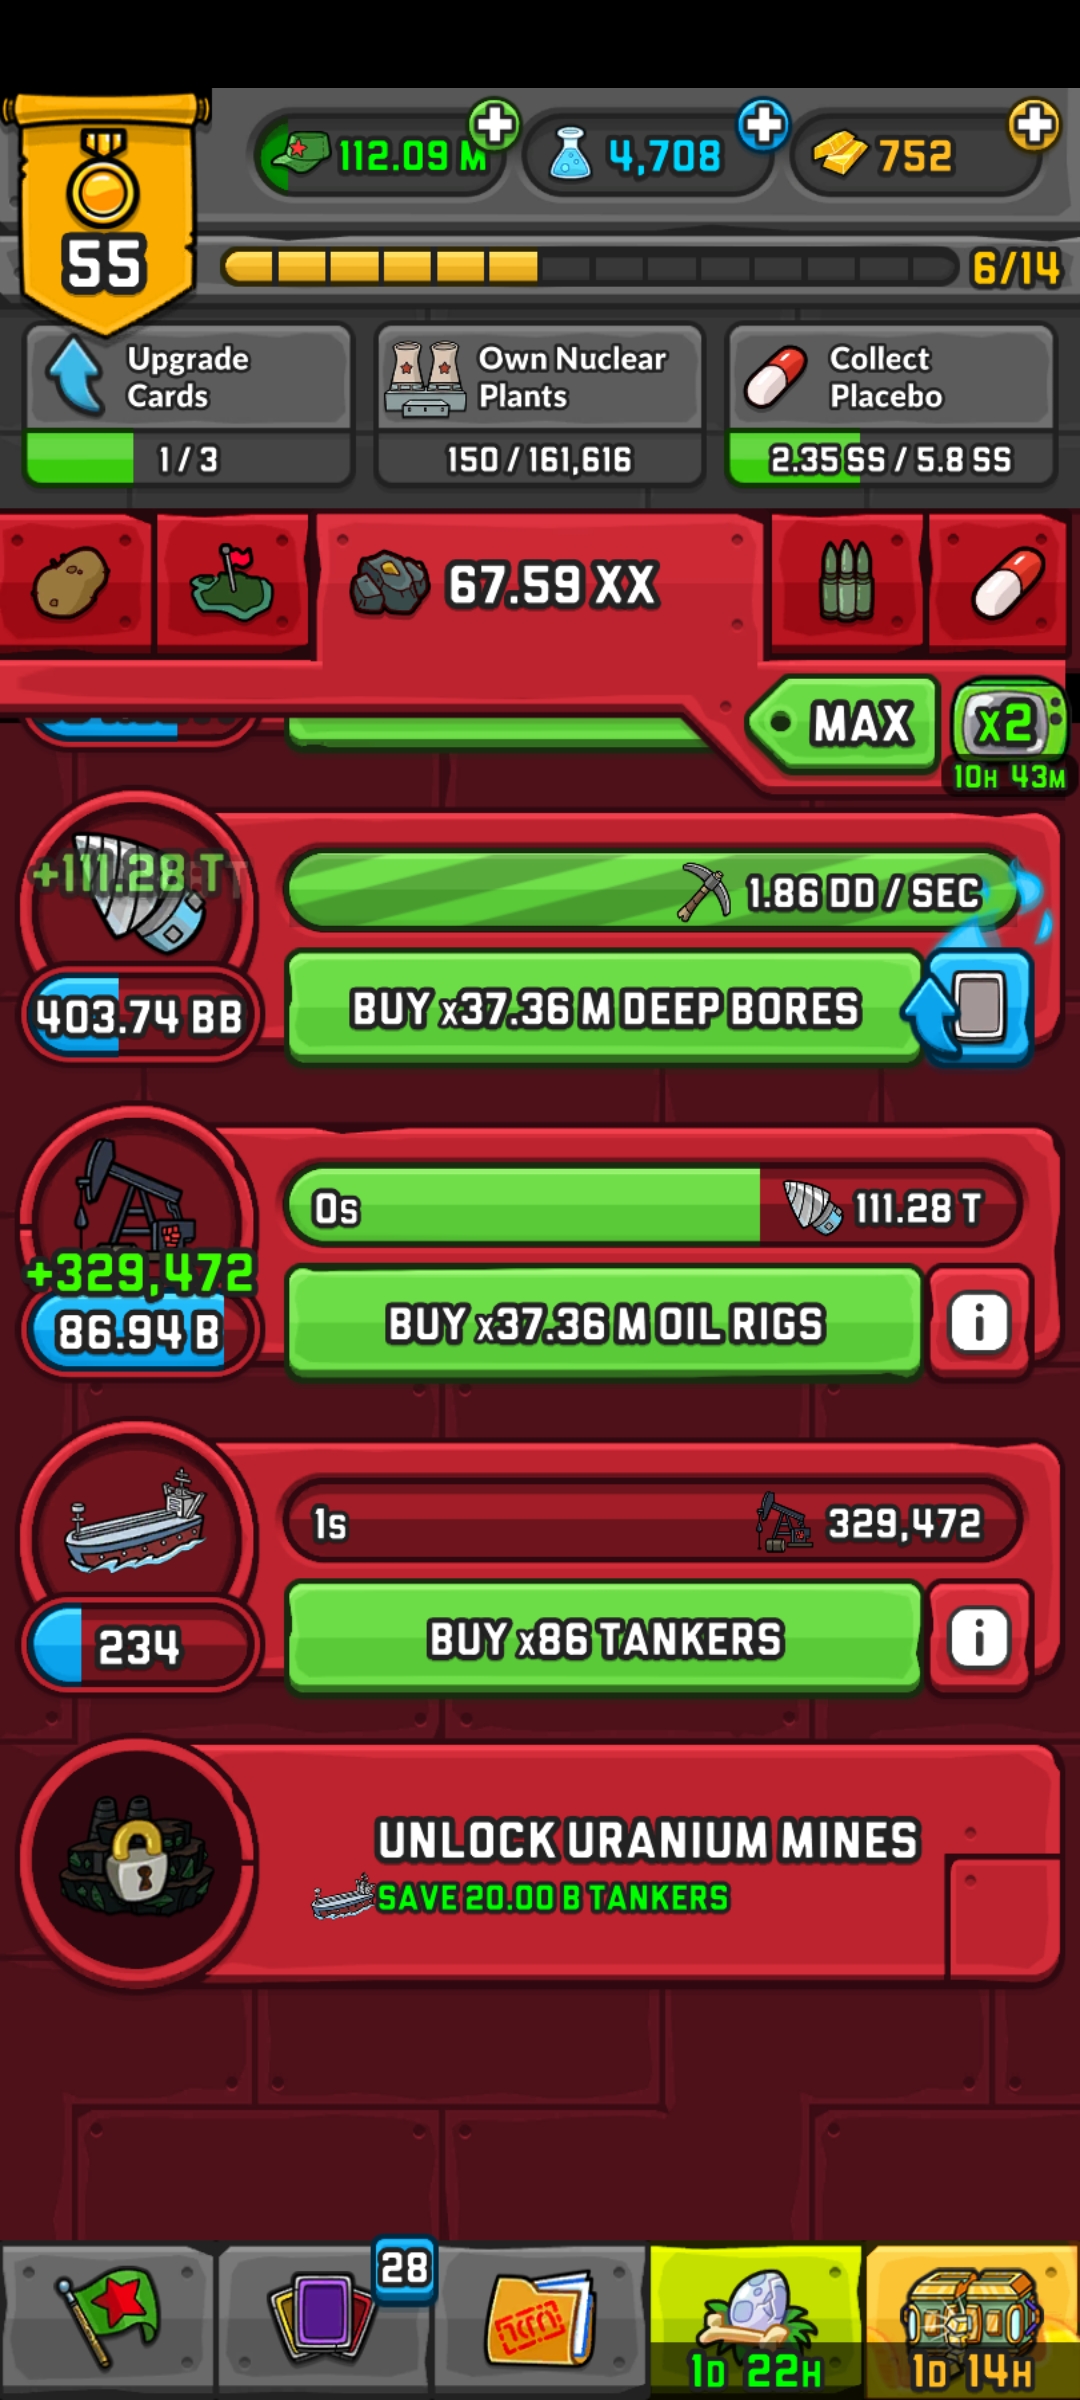 112.09 M
4,708
752
55
6/14
Upgrade Cards
Own Nuclear Plants
Collect Placebo
1 / 3
150 / 161,616
2.35 SS / 5.8 SS
67.59 XX
MAX
X2
10H 43M
+111.28 T
1.86 DD / SEC
403.74 BB
BUY x37.36 M DEEP BORES
0s
111.28 T
+329,472
86.94 B
BUY x37.36 M OIL RIGS
i
1s
329,472
234
BUY x86 TANKERS
i
UNLOCK URANIUM MINES
SAVE 20.00 B TANKERS
28
1D 22H
1D 14H